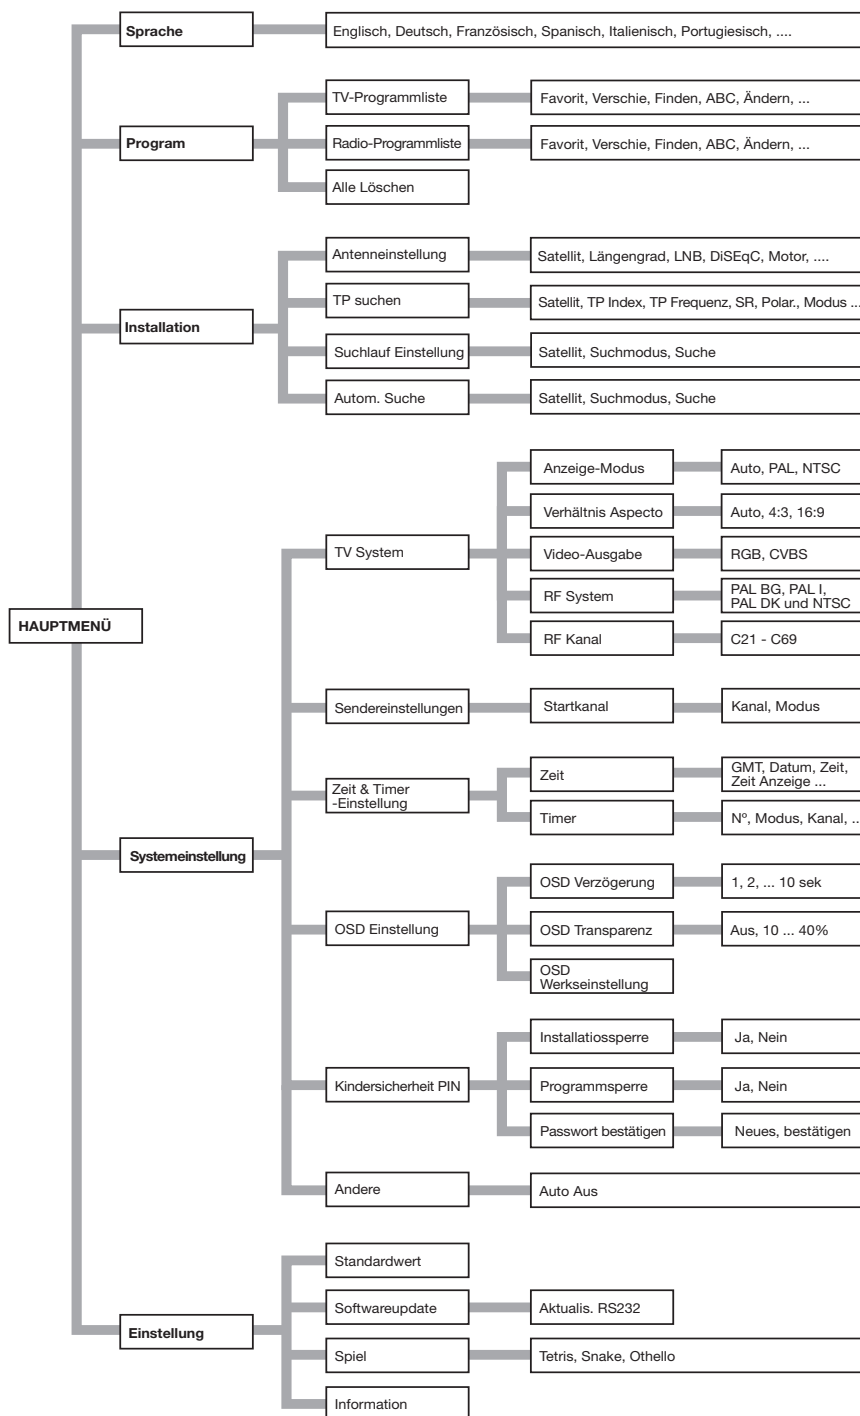 Sprache
Englisch, Deutsch, Französisch, Spanisch, Italienisch, Portugiesisch, ....
Program
TV-Programmliste
Favorit, Verschie, Finden, ABC, Ändern, ...
Radio-Programmliste
Favorit, Verschie, Finden, ABC, Ändern, ...
Alle Löschen
Installation
Antenneinstellung
Satellit, Längengrad, LNB, DiSEqC, Motor, ....
TP suchen
Satellit, TP Index, TP Frequenz, SR, Polar., Modus ...
Suchlauf Einstellung
Satellit, Suchmodus, Suche
Autom. Suche
Satellit, Suchmodus, Suche
HAUPTMENÜ
Systemeinstellung
TV System
Anzeige-Modus
Auto, PAL, NTSC
Verhältnis Aspecto
Auto, 4:3, 16:9
Video-Ausgabe
RGB, CVBS
RF System
PAL BG, PAL I,
PAL DK und NTSC
RF Kanal
C21 - C69
Sendereinstellungen
Startkanal
Kanal, Modus
Zeit & Timer
-Einstellung
Zeit
GMT, Datum, Zeit,
Zeit Anzeige ...
Timer
Nº, Modus, Kanal, ...
OSD Einstellung
OSD Verzögerung
1, 2, ... 10 sek
OSD Transparenz
Aus, 10 ... 40%
OSD
Werkseinstellung
Kindersicherheit PIN
Installatiossperre
Ja, Nein
Programmsperre
Ja, Nein
Passwort bestätigen
Neues, bestätigen
Andere
Auto Aus
Einstellung
Standardwert
Softwareupdate
Aktualis. RS232
Spiel
Tetris, Snake, Othello
Information